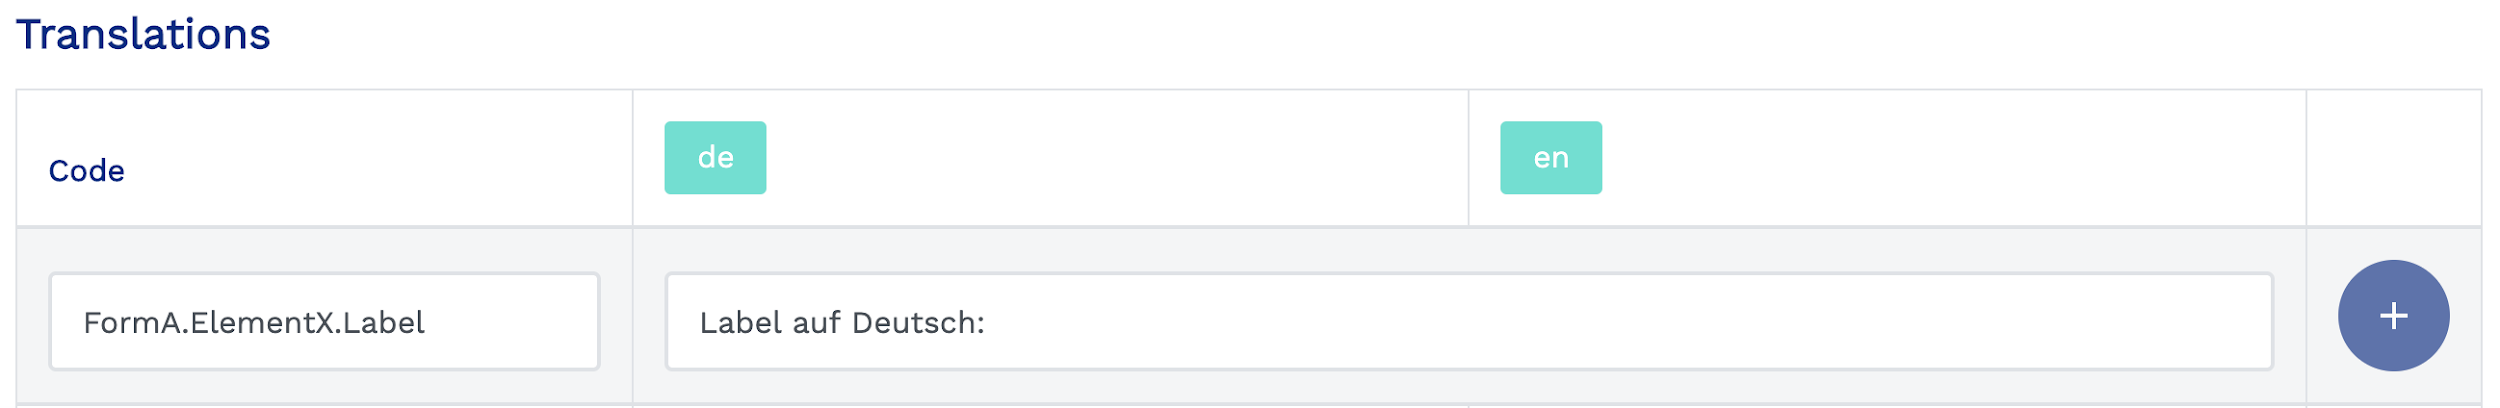 Translations
Code
de
en
FormA.ElementX.Label
Label auf Deutsch:
+